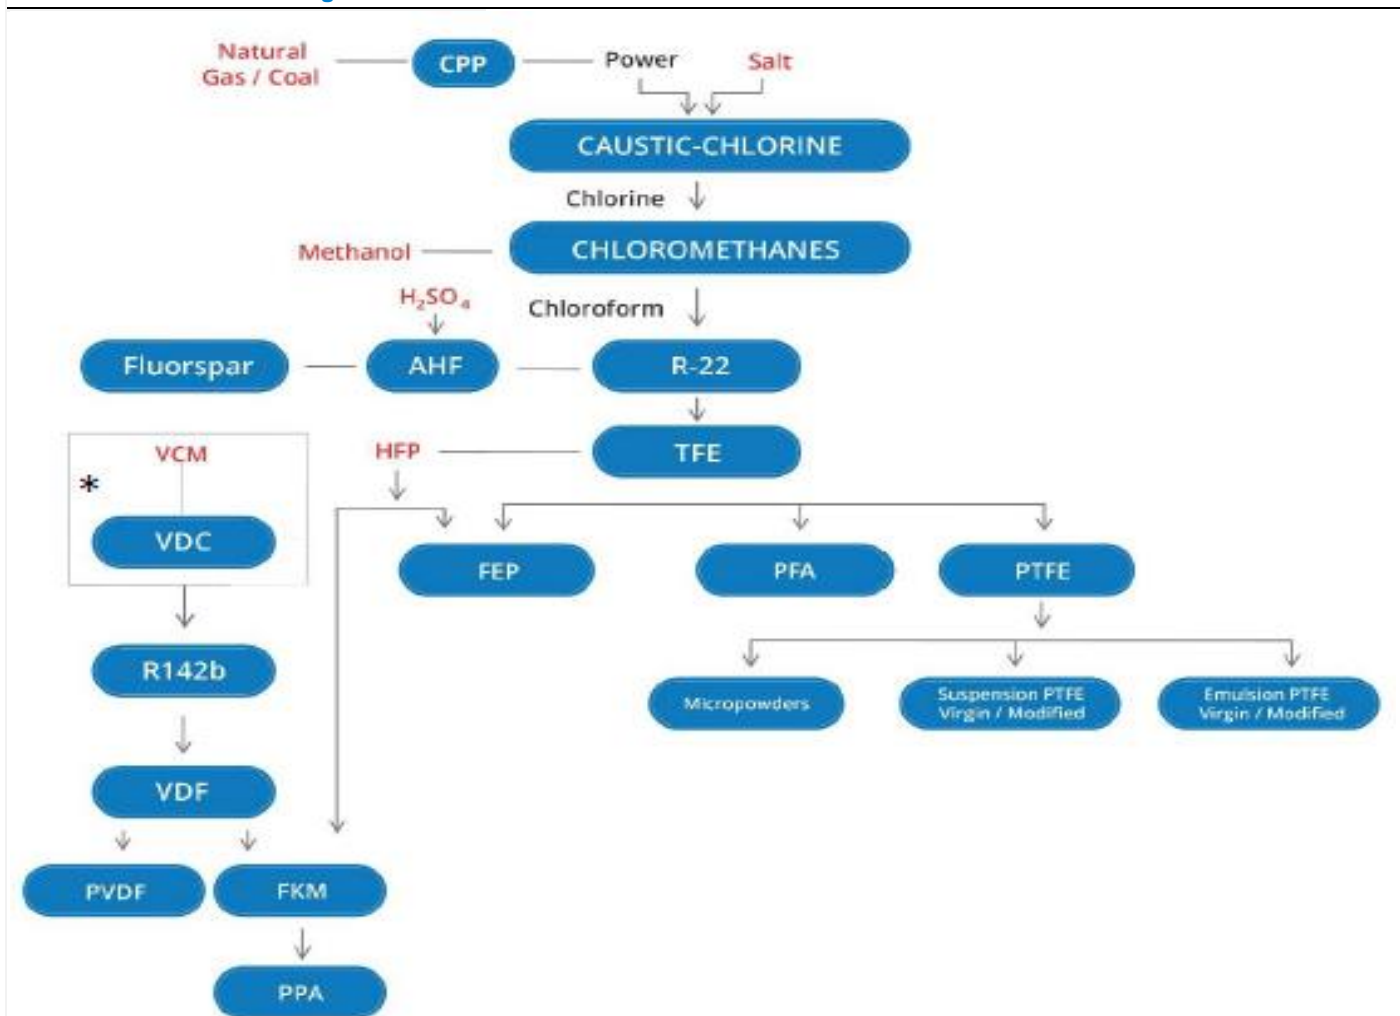 Natural
Gas / Coal
CPP
Power
Salt
CAUSTIC-CHLORINE
Chlorine
Methanol
CHLOROMETHANES
H₂SO₄
Chloroform
Fluorspar
AHF
R-22
VCM
*
VDC
HFP
TFE
FEP
PFA
PTFE
R142b
Micropowders
Suspension PTFE
Virgin / Modified
Emulsion PTFE
Virgin / Modified
VDF
PVDF
FKM
PPA